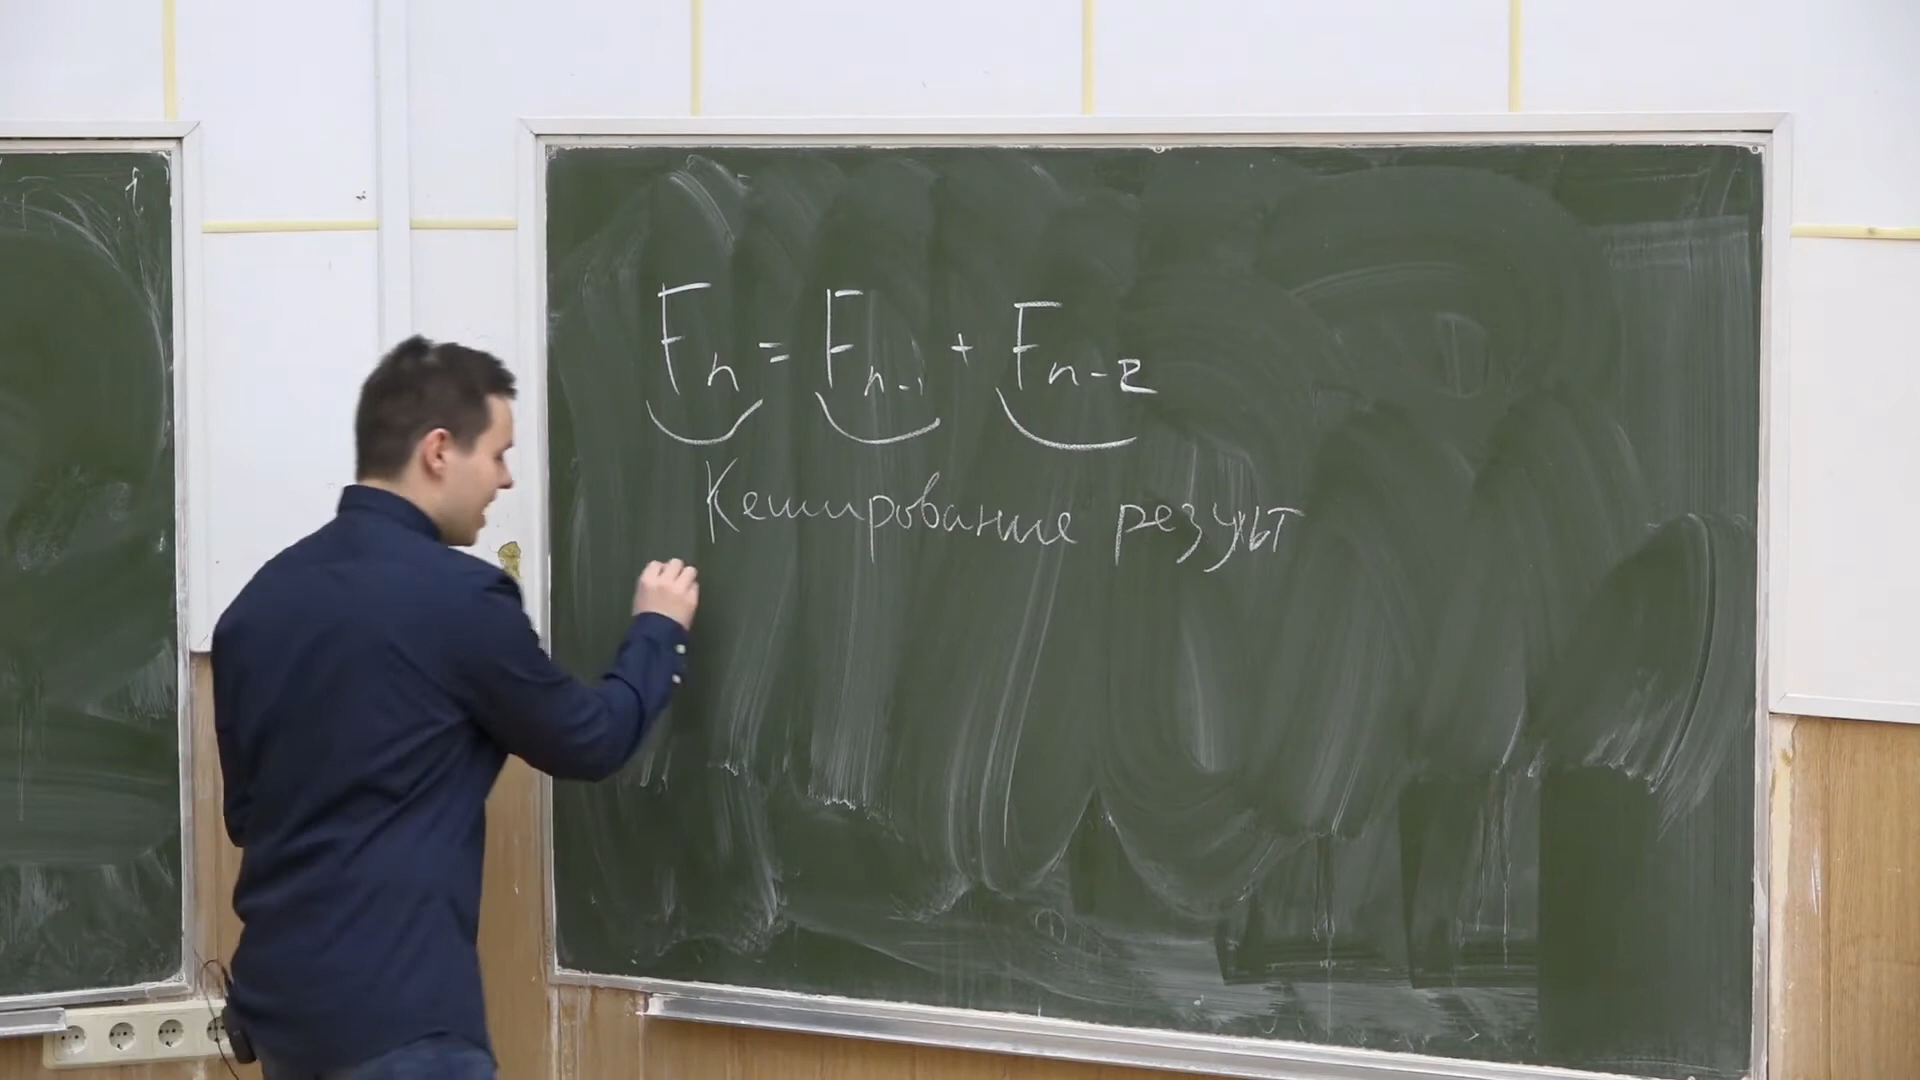 Fn = Fn-1 + Fn-2
Кеширование результ